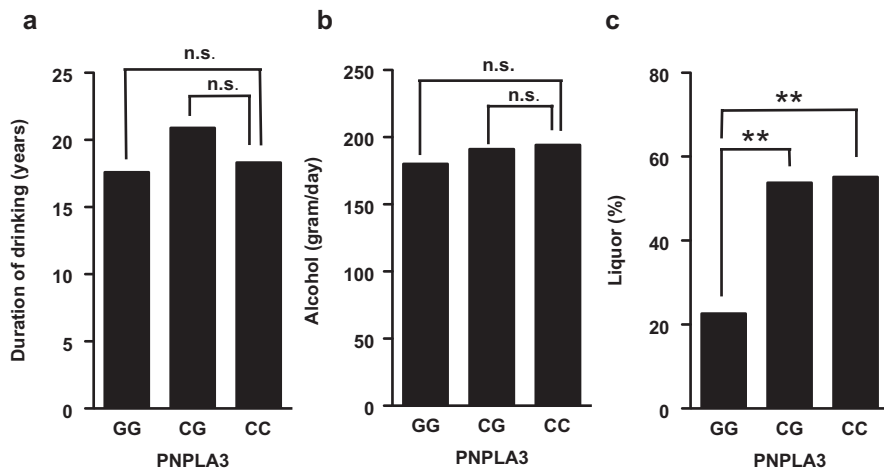 a
n.s.
n.s.
25
20
15
10
5
0
Duration of drinking (years)
GG CG CC
PNPLA3
b
n.s.
n.s.
250
200
150
100
50
0
Alcohol (gram/day)
GG CG CC
PNPLA3
c
**
**
80
60
40
20
0
Liquor (%)
GG CG CC
PNPLA3